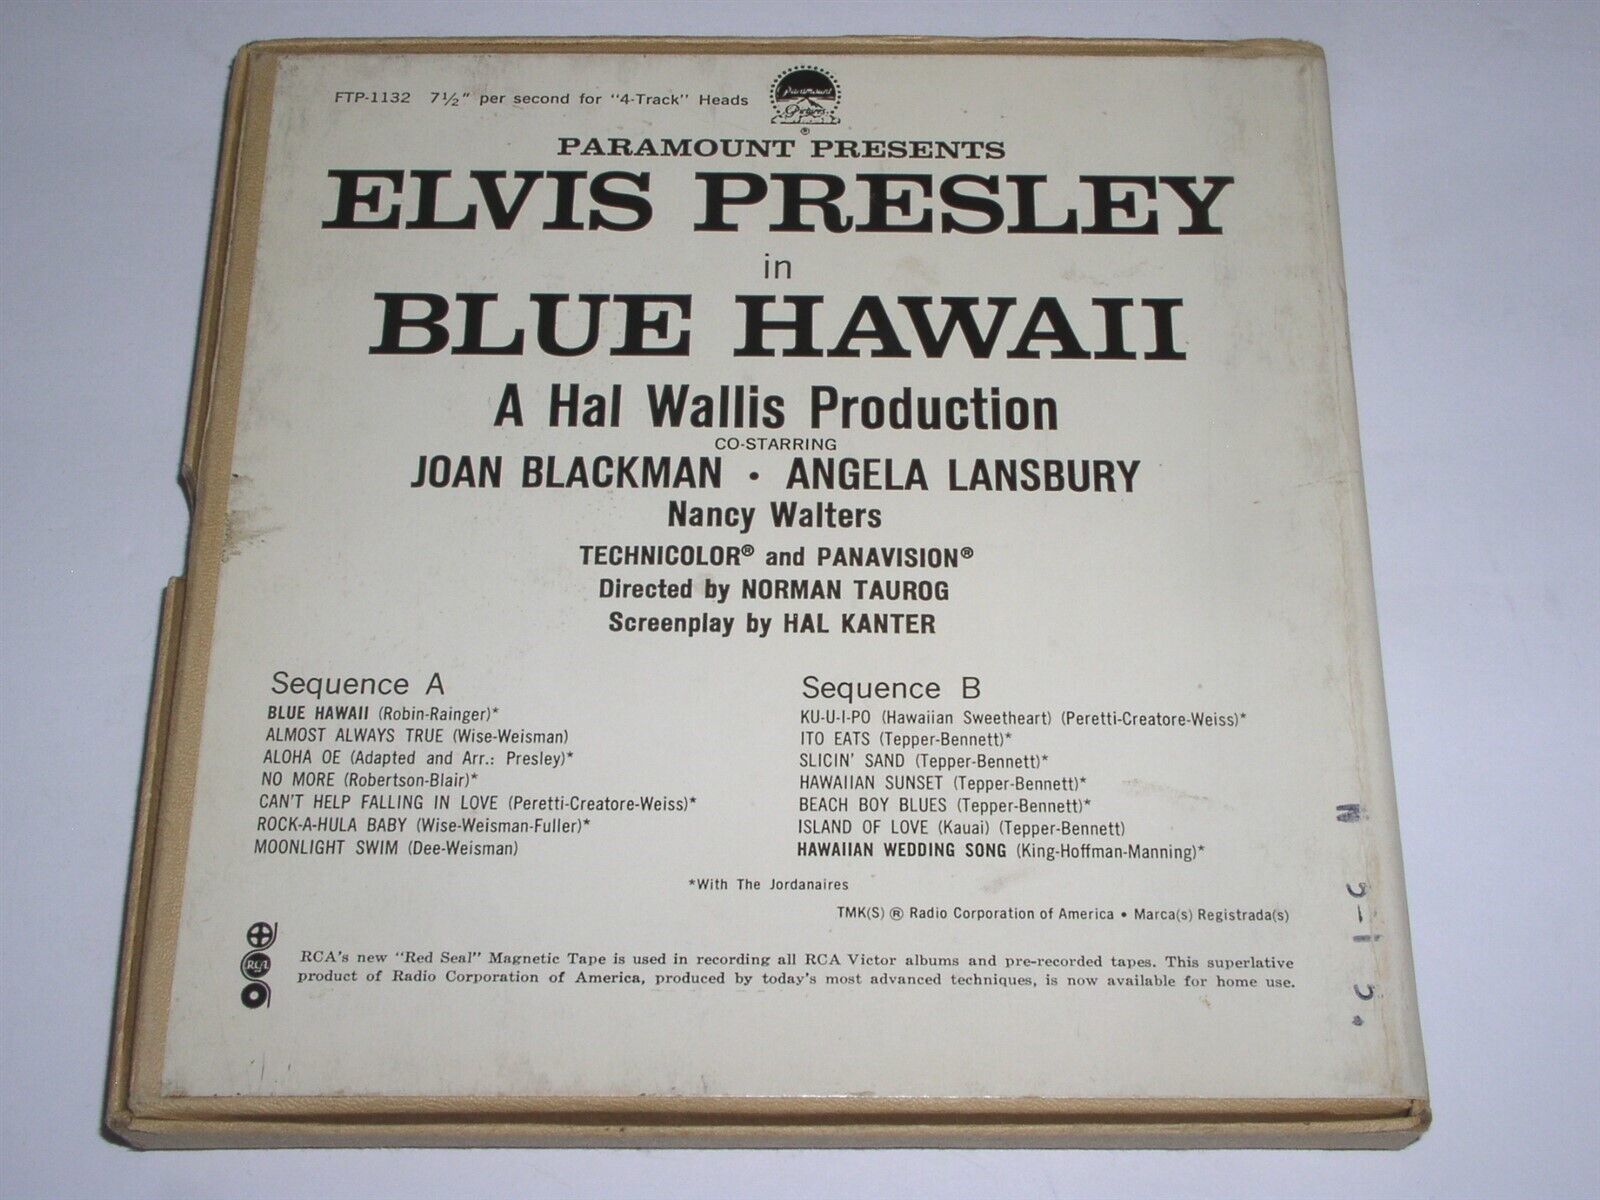 FTP-1132 7½" per second for "4-Track" Heads
Paramount
Pictures
®
PARAMOUNT PRESENTS
ELVIS PRESLEY
in
BLUE HAWAII
A Hal Wallis Production
CO-STARRING
JOAN BLACKMAN • ANGELA LANSBURY
Nancy Walters
TECHNICOLOR® and PANAVISION®
Directed by NORMAN TAUROG
Screenplay by HAL KANTER
Sequence A
BLUE HAWAII (Robin-Rainger)*
ALMOST ALWAYS TRUE (Wise-Weisman)
ALOHA OE (Adapted and Arr.: Presley)*
NO MORE (Robertson-Blair)*
CAN'T HELP FALLING IN LOVE (Peretti-Creatore-Weiss)*
ROCK-A-HULA BABY (Wise-Weisman-Fuller)*
MOONLIGHT SWIM (Dee-Weisman)
Sequence B
KU-U-I-PO (Hawaiian Sweetheart) (Peretti-Creatore-Weiss)*
ITO EATS (Tepper-Bennett)*
SLICIN' SAND (Tepper-Bennett)*
HAWAIIAN SUNSET (Tepper-Bennett)*
BEACH BOY BLUES (Tepper-Bennett)*
ISLAND OF LOVE (Kauai) (Tepper-Bennett)
HAWAIIAN WEDDING SONG (King-Hoffman-Manning)*
*With The Jordanaires
TMK(S) ® Radio Corporation of America • Marca(s) Registrada(s)
RCA
RCA's new "Red Seal" Magnetic Tape is used in recording all RCA Victor albums and pre-recorded tapes. This superlative
product of Radio Corporation of America, produced by today's most advanced techniques, is now available for home use.